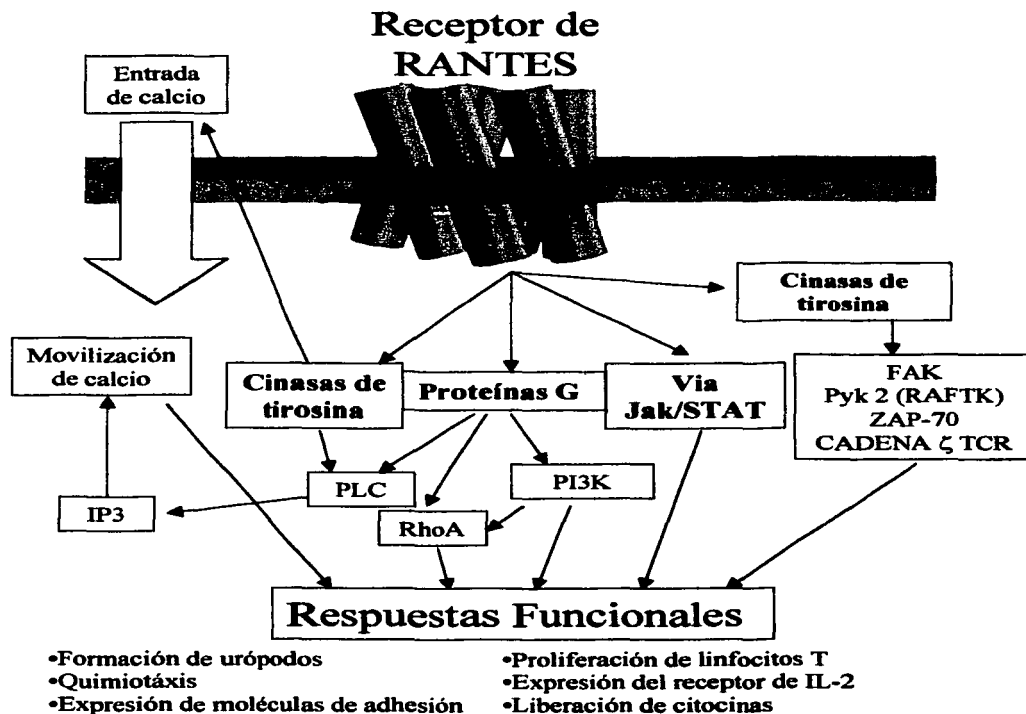 Receptor de
RANTES
Entrada
de calcio
Cinasas de
tirosina
Movilización
de calcio
Cinasas de
tirosina
Proteínas G
Via
Jak/STAT
FAK
Pyk 2 (RAFTK)
ZAP-70
CADENA ζ TCR
PLC
PI3K
IP3
RhoA
Respuestas Funcionales
•Formación de urópodos
•Quimiotáxis
•Expresión de moléculas de adhesión
•Proliferación de linfocitos T
•Expresión del receptor de IL-2
•Liberación de citocinas